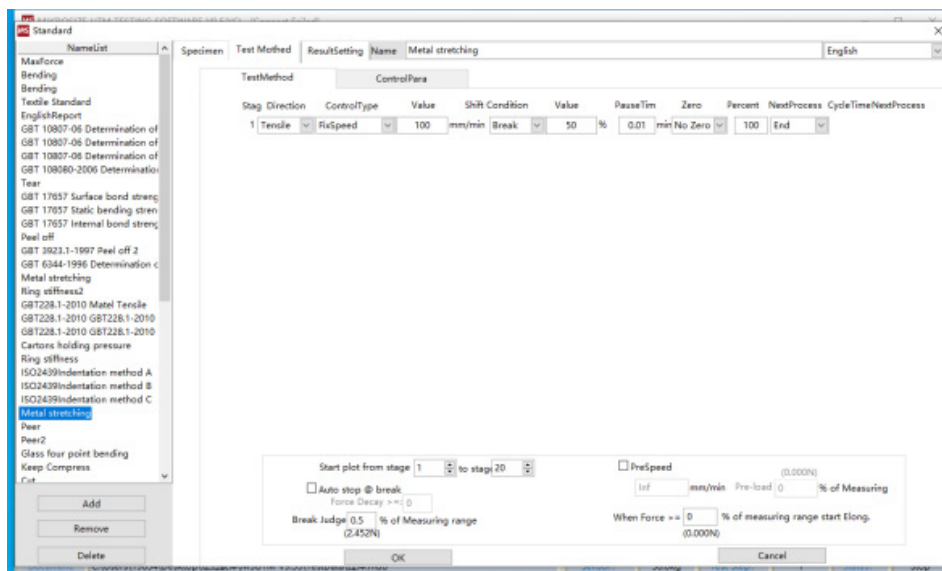 Standard
NameList
MaxForce
Bending
Bending
Textile Standard
EnglishReport
GBT 10807-06 Determination of
GBT 10807-06 Determination of
GBT 10807-06 Determination of
GBT 108080-2006 Determinatio
Tear
GBT 17657 Surface bond streng
GBT 17657 Static bending stren
GBT 17657 Internal bond streng
Peel off
GBT 3923.1-1997 Peel off 2
GBT 6344-1996 Determination c
Metal stretching
Ring stiffness2
GBT228.1-2010 Matel Tensile
GBT228.1-2010 GBT228.1-2010
GBT228.1-2010 GBT228.1-2010
Cartons holding pressure
Ring stiffness
ISO2439Indentation method A
ISO2439Indentation method B
ISO2439Indentation method C
Metal stretching
Peer
Peer2
Glass four point bending
Keep Compress
Cut
Add
Remove
Delete
Specimen Test Mothed ResultSetting Name Metal stretching English
TestMethod ControlPara
Stag Direction ControlType Value Shift Condition Value PauseTim Zero Percent NextProcess CycleTimeNextProcess
1 Tensile FixSpeed 100 mm/min Break 50 % 0.01 min No Zero 100 End
Start plot from stage 1 to stage 20
Auto stop @ break
Force Decay >=: 0
Break Judge 0.5 % of Measuring range
(2.452N)
PreSpeed
(0.000N)
Inf mm/min Pre-load 0 % of Measuring
When Force >= 0 % of measuring range start Elong.
(0.000N)
OK
Cancel